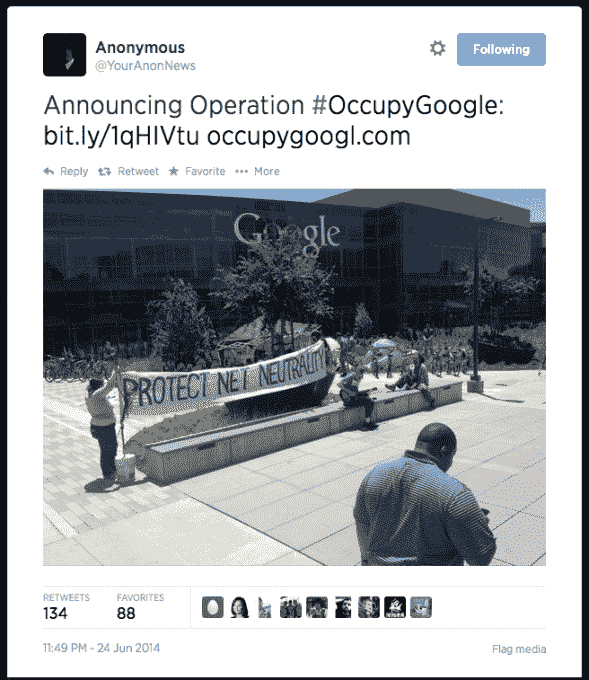 Anonymous
@YourAnonNews
Following
Announcing Operation #OccupyGoogle:
bit.ly/1qHIVtu occupygoogl.com
Reply Retweet Favorite More
Google
PROTECT NET NEUTRALITY
RETWEETS FAVORITES
134 88
11:49 PM - 24 Jun 2014
Flag media